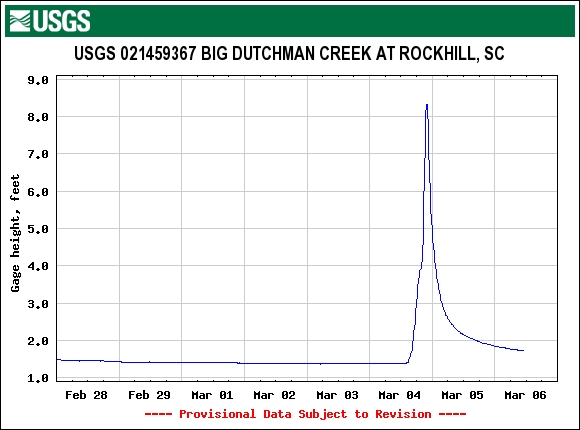 USGS
USGS 021459367 BIG DUTCHMAN CREEK AT ROCKHILL, SC
Gage height, feet
9.0
8.0
7.0
6.0
5.0
4.0
3.0
2.0
1.0
Feb 28 Feb 29 Mar 01 Mar 02 Mar 03 Mar 04 Mar 05 Mar 06
---- Provisional Data Subject to Revision ----